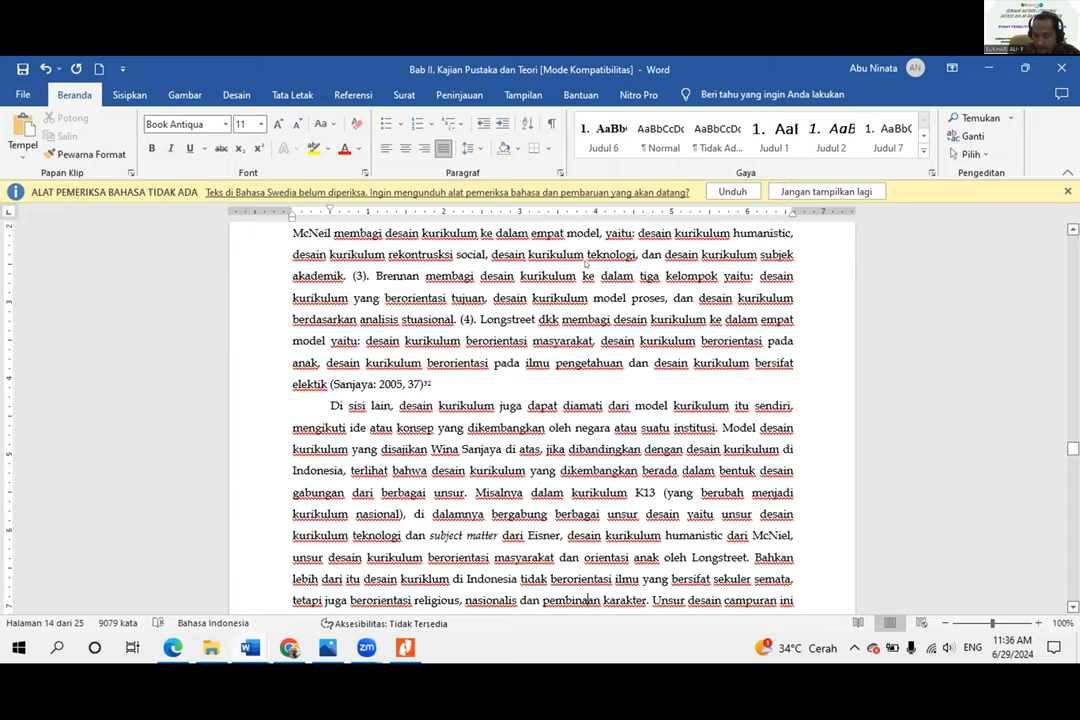 Bab II. Kajian Pustaka dan Teori [Mode Kompatibilitas] - Word
Abu Ninata AN
File Beranda Sisipkan Gambar Desain Tata Letak Referensi Surat Peninjauan Tampilan Bantuan Nitro Pro Beri tahu yang ingin Anda lakukan
Tempel
Potong
Salin
Pewarna Format
Papan Klip
Book Antiqua 11
Font
Paragraf
1. AaBb AaBbCcDc AaBbCcDc 1. AaI 1. AaB 1. AaBbC
Judul 6 ¶ Normal ¶ Tidak Ad... Judul 1 Judul 2 Judul 7
Gaya
Temukan
Ganti
Pilih
Pengeditan
ALAT PEMERIKSA BAHASA TIDAK ADA Teks di Bahasa Swedia belum diperiksa. Ingin mengunduh alat pemeriksa bahasa dan pembaruan yang akan datang? Unduh Jangan tampilkan lagi
1 2 3 4 5 6 7
McNeil membagi desain kurikulum ke dalam empat model, yaitu: desain kurikulum humanistic,
desain kurikulum rekontrusksi social, desain kurikulum teknologi, dan desain kurikulum subjek
akademik. (3). Brennan membagi desain kurikulum ke dalam tiga kelompok yaitu: desain
kurikulum yang berorientasi tujuan, desain kurikulum model proses, dan desain kurikulum
berdasarkan analisis stuasional. (4). Longstreet dkk membagi desain kurikulum ke dalam empat
model yaitu: desain kurikulum berorientasi masyarakat, desain kurikulum berorientasi pada
anak, desain kurikulum berorientasi pada ilmu pengetahuan dan desain kurikulum bersifat
elektik (Sanjaya: 2005, 37)32
Di sisi lain, desain kurikulum juga dapat diamati dari model kurikulum itu sendiri,
mengikuti ide atau konsep yang dikembangkan oleh negara atau suatu institusi. Model desain
kurikulum yang disajikan Wina Sanjaya di atas, jika dibandingkan dengan desain kurikulum di
Indonesia, terlihat bahwa desain kurikulum yang dikembangkan berada dalam bentuk desain
gabungan dari berbagai unsur. Misalnya dalam kurikulum K13 (yang berubah menjadi
kurikulum nasional), di dalamnya bergabung berbagai unsur desain yaitu unsur desain
kurikulum teknologi dan subject matter dari Eisner, desain kurikulum humanistic dari McNiel,
unsur desain kurikulum berorientasi masyarakat dan orientasi anak oleh Longstreet. Bahkan
lebih dari itu desain kuriklum di Indonesia tidak berorientasi ilmu yang bersifat sekuler semata,
tetapi juga berorientasi religious, nasionalis dan pembinaan karakter. Unsur desain campuran ini
Halaman 14 dari 25 9079 kata Bahasa Indonesia Aksesibilitas: Tidak Tersedia 100%
34°C Cerah ENG 11:36 AM
6/29/2024